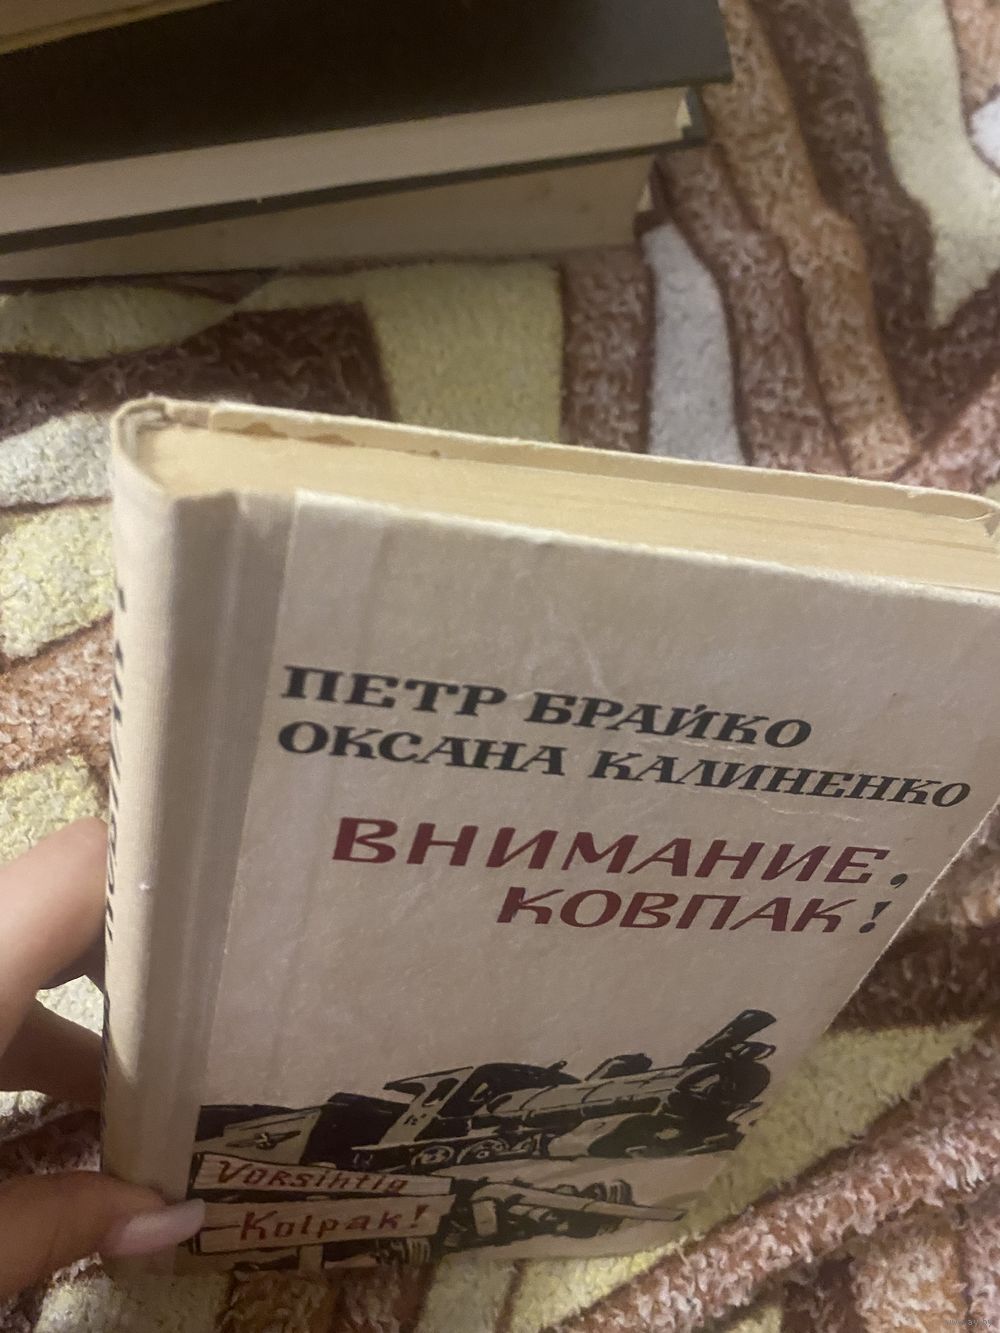 ПЕТР БРАЙКО
ОКСАНА КАЛИНЕНКО
ВНИМАНИЕ,
КОВПАК!
Vorsihtig
Kolpak!